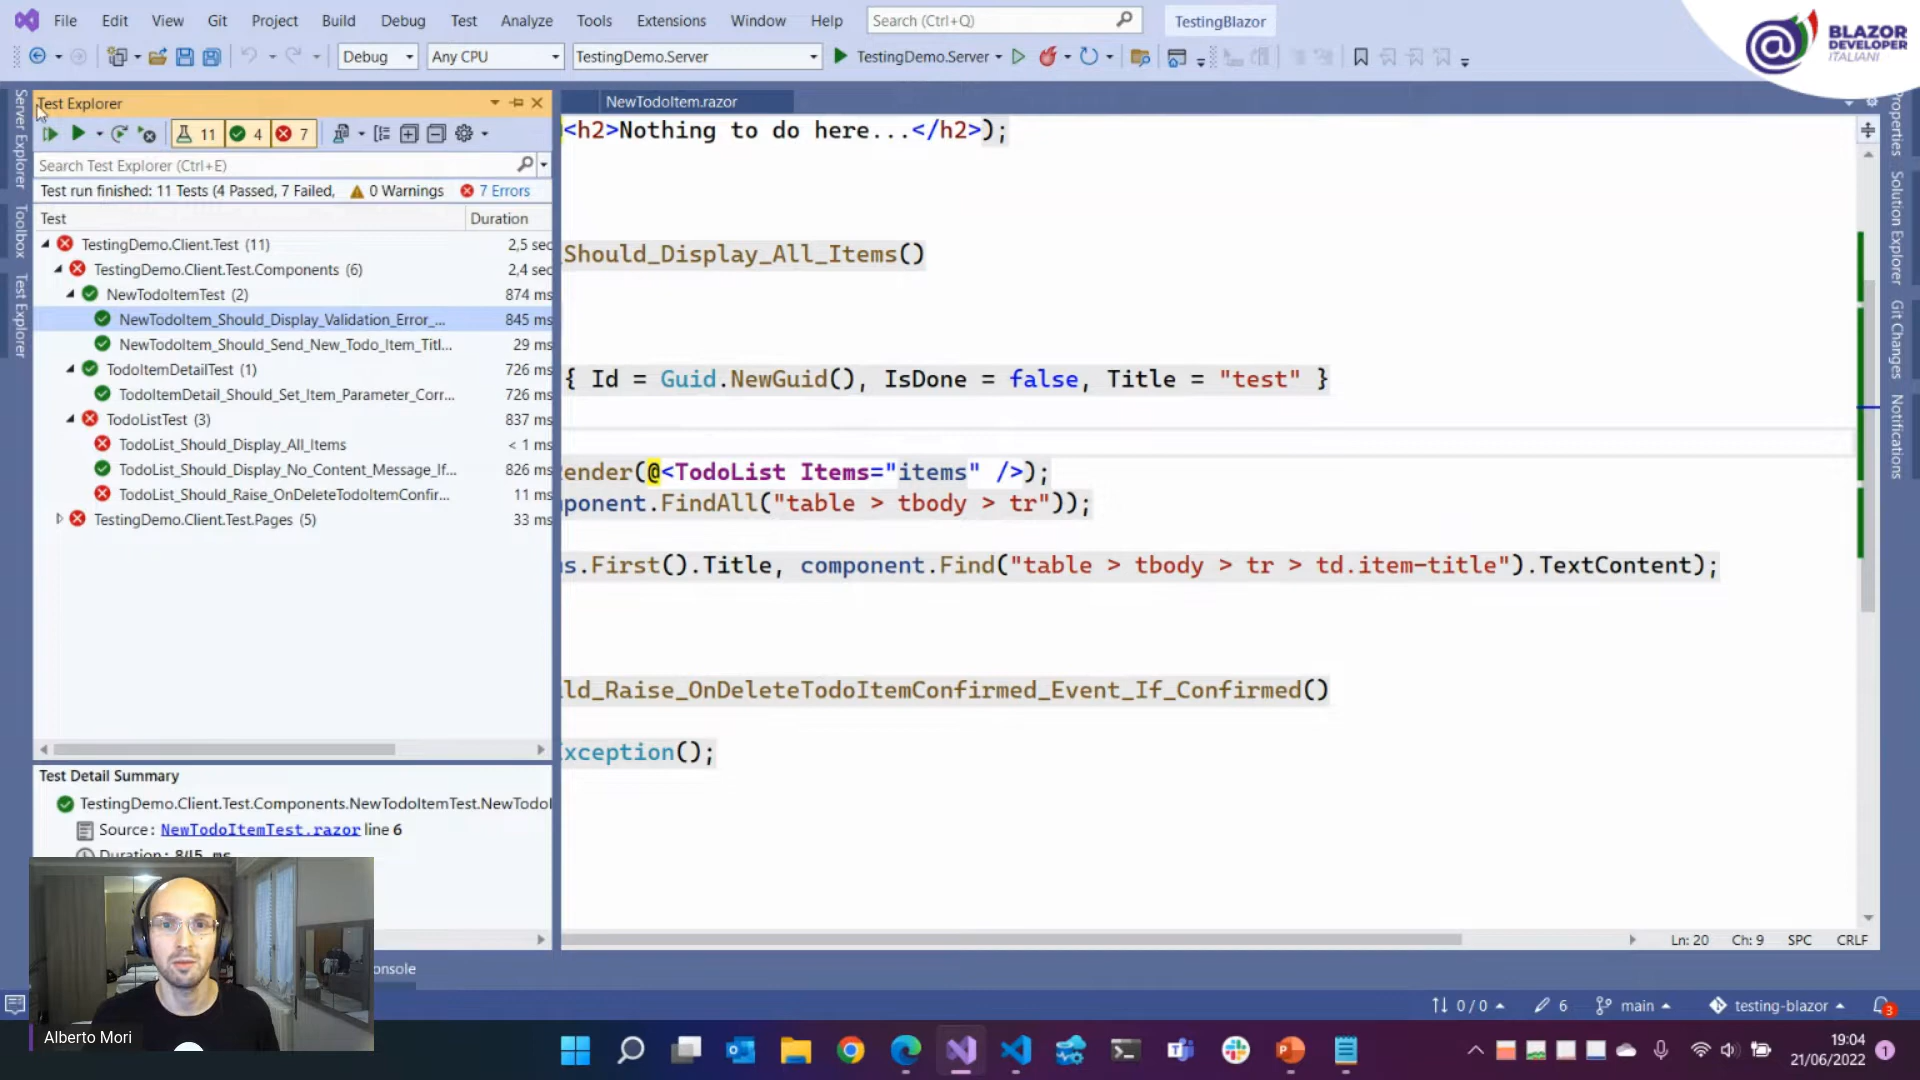 File Edit View Git Project Build Debug Test Analyze Tools Extensions Window Help Search (Ctrl+Q) TestingBlazor
BLAZOR
DEVELOPER
ITALIANI
Debug Any CPU TestingDemo.Server TestingDemo.Server
Server Explorer
Toolbox
Test Explorer
Test Explorer
11 4 7
Search Test Explorer (Ctrl+E)
Test run finished: 11 Tests (4 Passed, 7 Failed, 0 Warnings 7 Errors
Test Duration
TestingDemo.Client.Test (11) 2,5 sec
TestingDemo.Client.Test.Components (6) 2,4 sec
NewTodoItemTest (2) 874 ms
NewTodoItem_Should_Display_Validation_Error_... 845 ms
NewTodoItem_Should_Send_New_Todo_Item_Titl... 29 ms
TodoItemDetailTest (1) 726 ms
TodoItemDetail_Should_Set_Item_Parameter_Corr... 726 ms
TodoListTest (3) 837 ms
TodoList_Should_Display_All_Items < 1 ms
TodoList_Should_Display_No_Content_Message_If... 826 ms
TodoList_Should_Raise_OnDeleteTodoItemConfir... 11 ms
TestingDemo.Client.Test.Pages (5) 33 ms
Test Detail Summary
TestingDemo.Client.Test.Components.NewTodoItemTest.NewTodoI
Source: NewTodoItemTest.razor line 6
Duration: 845 ms
NewTodoItem.razor
<h2>Nothing to do here...</h2>);
Should_Display_All_Items()
{ Id = Guid.NewGuid(), IsDone = false, Title = "test" }
ender(@<TodoList Items="items" />);
ponent.FindAll("table > tbody > tr"));
s.First().Title, component.Find("table > tbody > tr > td.item-title").TextContent);
ld_Raise_OnDeleteTodoItemConfirmed_Event_If_Confirmed()
xception();
Properties
Solution Explorer
Git Changes
Notifications
Ln: 20 Ch: 9 SPC CRLF
onsole
0 / 0 6 main testing-blazor 3
Alberto Mori
19:04
21/06/2022
1